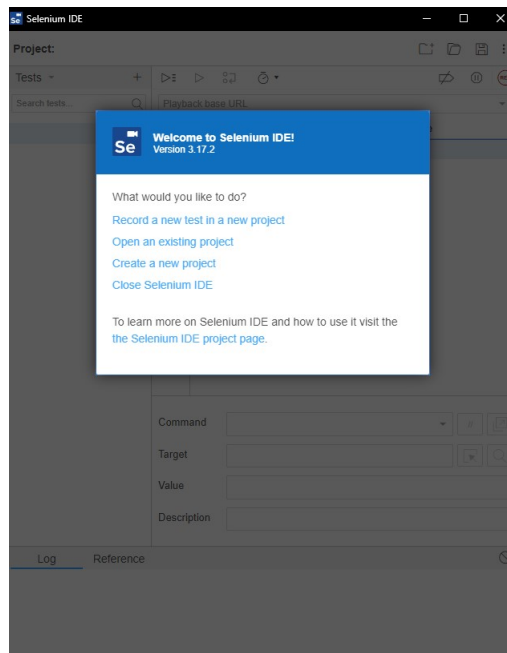 Se Selenium IDE
Project:
Tests
Search tests...
Playback base URL
Se
Welcome to Selenium IDE!
Version 3.17.2
What would you like to do?
Record a new test in a new project
Open an existing project
Create a new project
Close Selenium IDE
To learn more on Selenium IDE and how to use it visit the
the Selenium IDE project page.
Command
Target
Value
Description
Log Reference